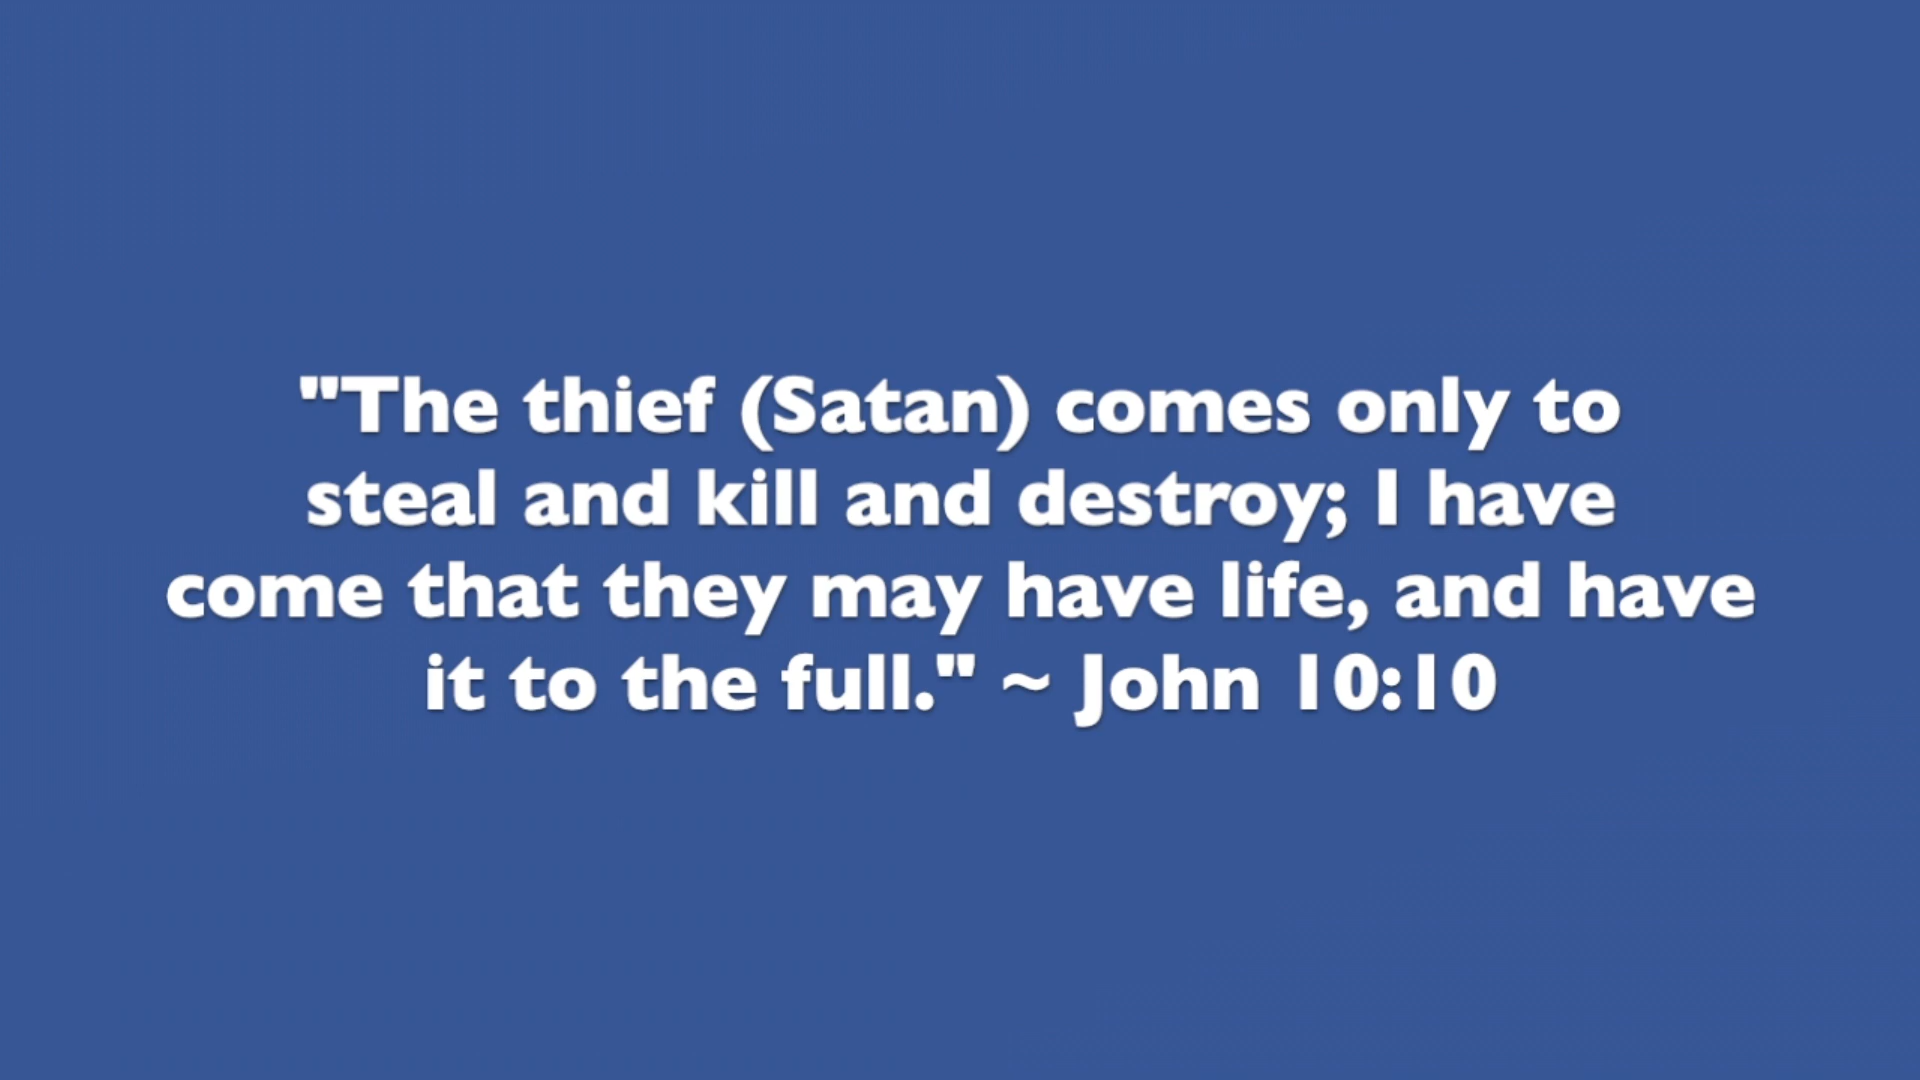 "The thief (Satan) comes only to
steal and kill and destroy; I have
come that they may have life, and have
it to the full." ~ John 10:10